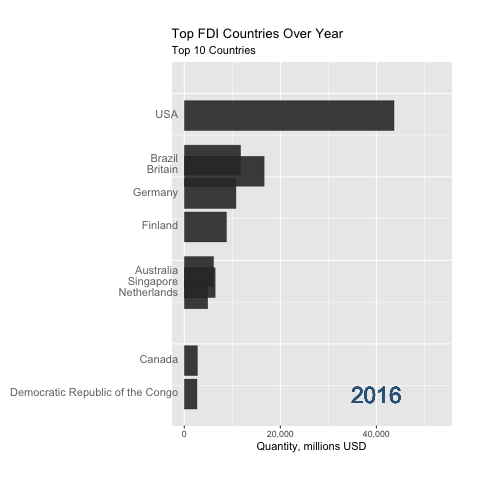 Top FDI Countries Over Year
Top 10 Countries
USA
Brazil
Britain
Germany
Finland
Australia
Singapore
Netherlands
Canada
Democratic Republic of the Congo
2016
0 20,000 40,000
Quantity, millions USD